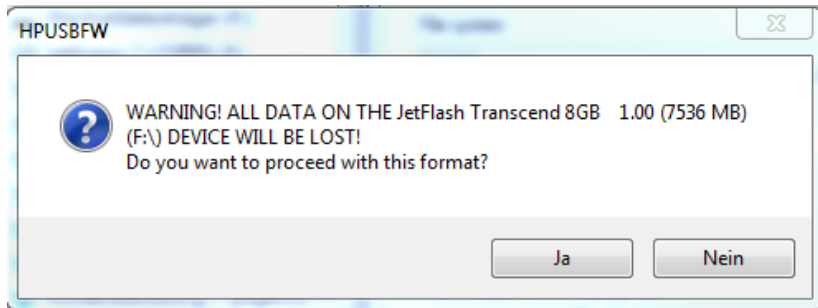 HPUSBFW
WARNING! ALL DATA ON THE JetFlash Transcend 8GB 1.00 (7536 MB)
(F:\) DEVICE WILL BE LOST!
Do you want to proceed with this format?
Ja Nein